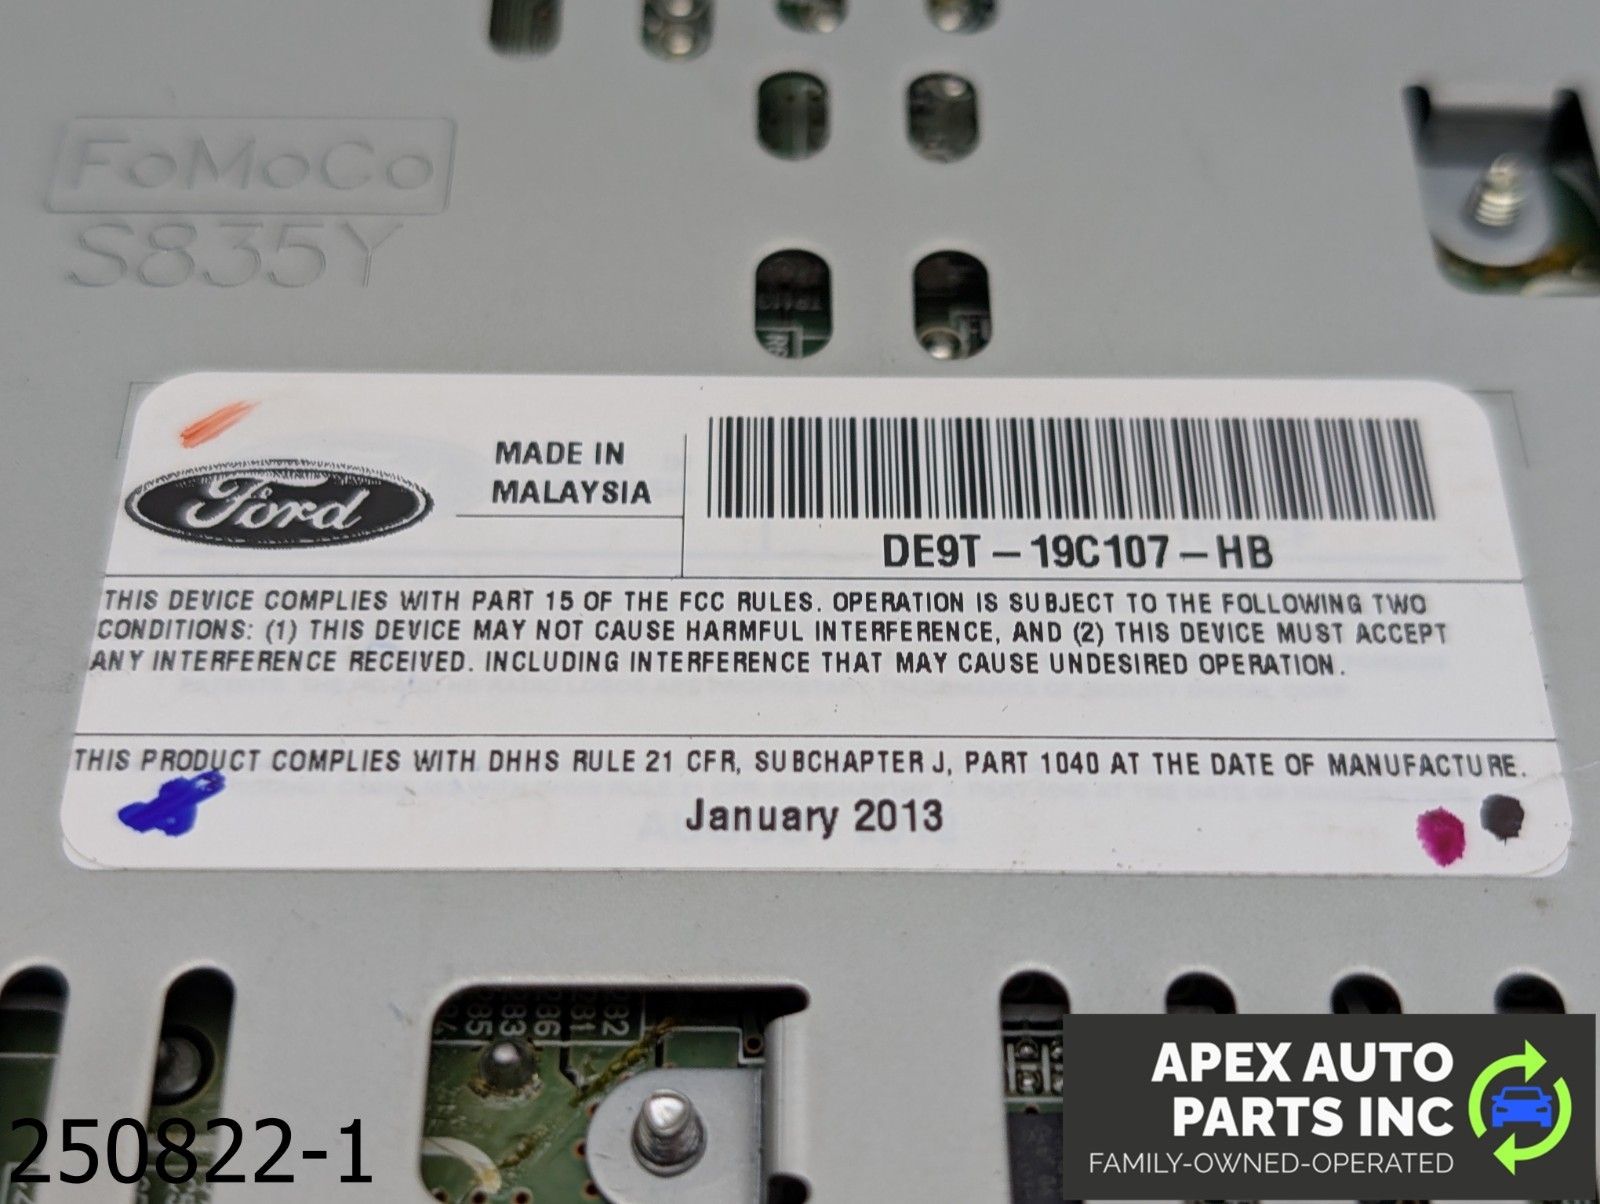 FoMoCo
S835Y
Ford
MADE IN
MALAYSIA
DE9T-19C107-HB
THIS DEVICE COMPLIES WITH PART 15 OF THE FCC RULES. OPERATION IS SUBJECT TO THE FOLLOWING TWO
CONDITIONS: (1) THIS DEVICE MAY NOT CAUSE HARMFUL INTERFERENCE, AND (2) THIS DEVICE MUST ACCEPT
ANY INTERFERENCE RECEIVED. INCLUDING INTERFERENCE THAT MAY CAUSE UNDESIRED OPERATION.
THIS PRODUCT COMPLIES WITH DHHS RULE 21 CFR, SUBCHAPTER J, PART 1040 AT THE DATE OF MANUFACTURE.
January 2013
250822-1
APEX AUTO
PARTS INC
FAMILY-OWNED-OPERATED